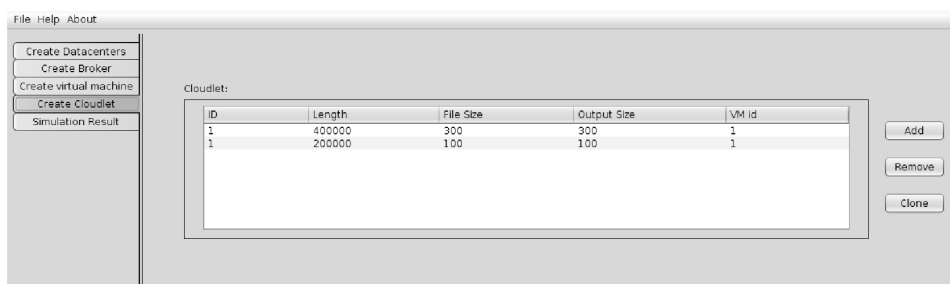 File Help About
Create Datacenters
Create Broker
Create virtual machine
Create Cloudlet
Simulation Result
Cloudlet:
ID Length File Size Output Size VM id
1 400000 300 300 1
1 200000 100 100 1
Add
Remove
Clone